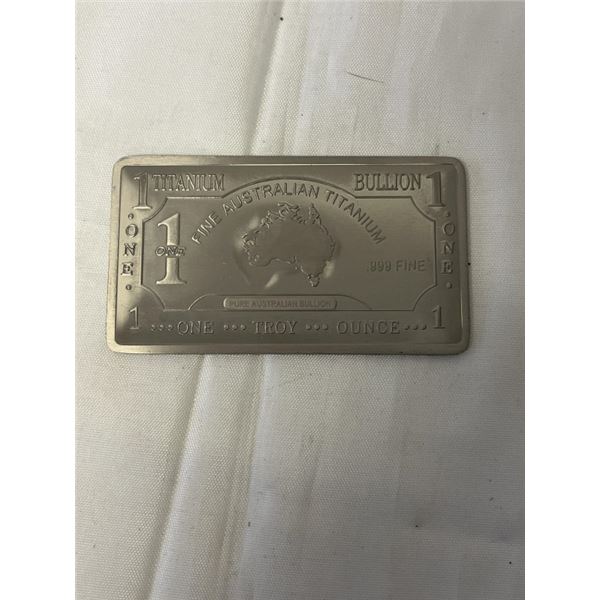 1 TITANIUM BULLION 1
FINE AUSTRALIAN TITANIUM
·ONE· 1 ONE ·ONE·
.999 FINE
PURE AUSTRALIAN BULLION
1 ••• ONE ••• TROY ••• OUNCE ••• 1